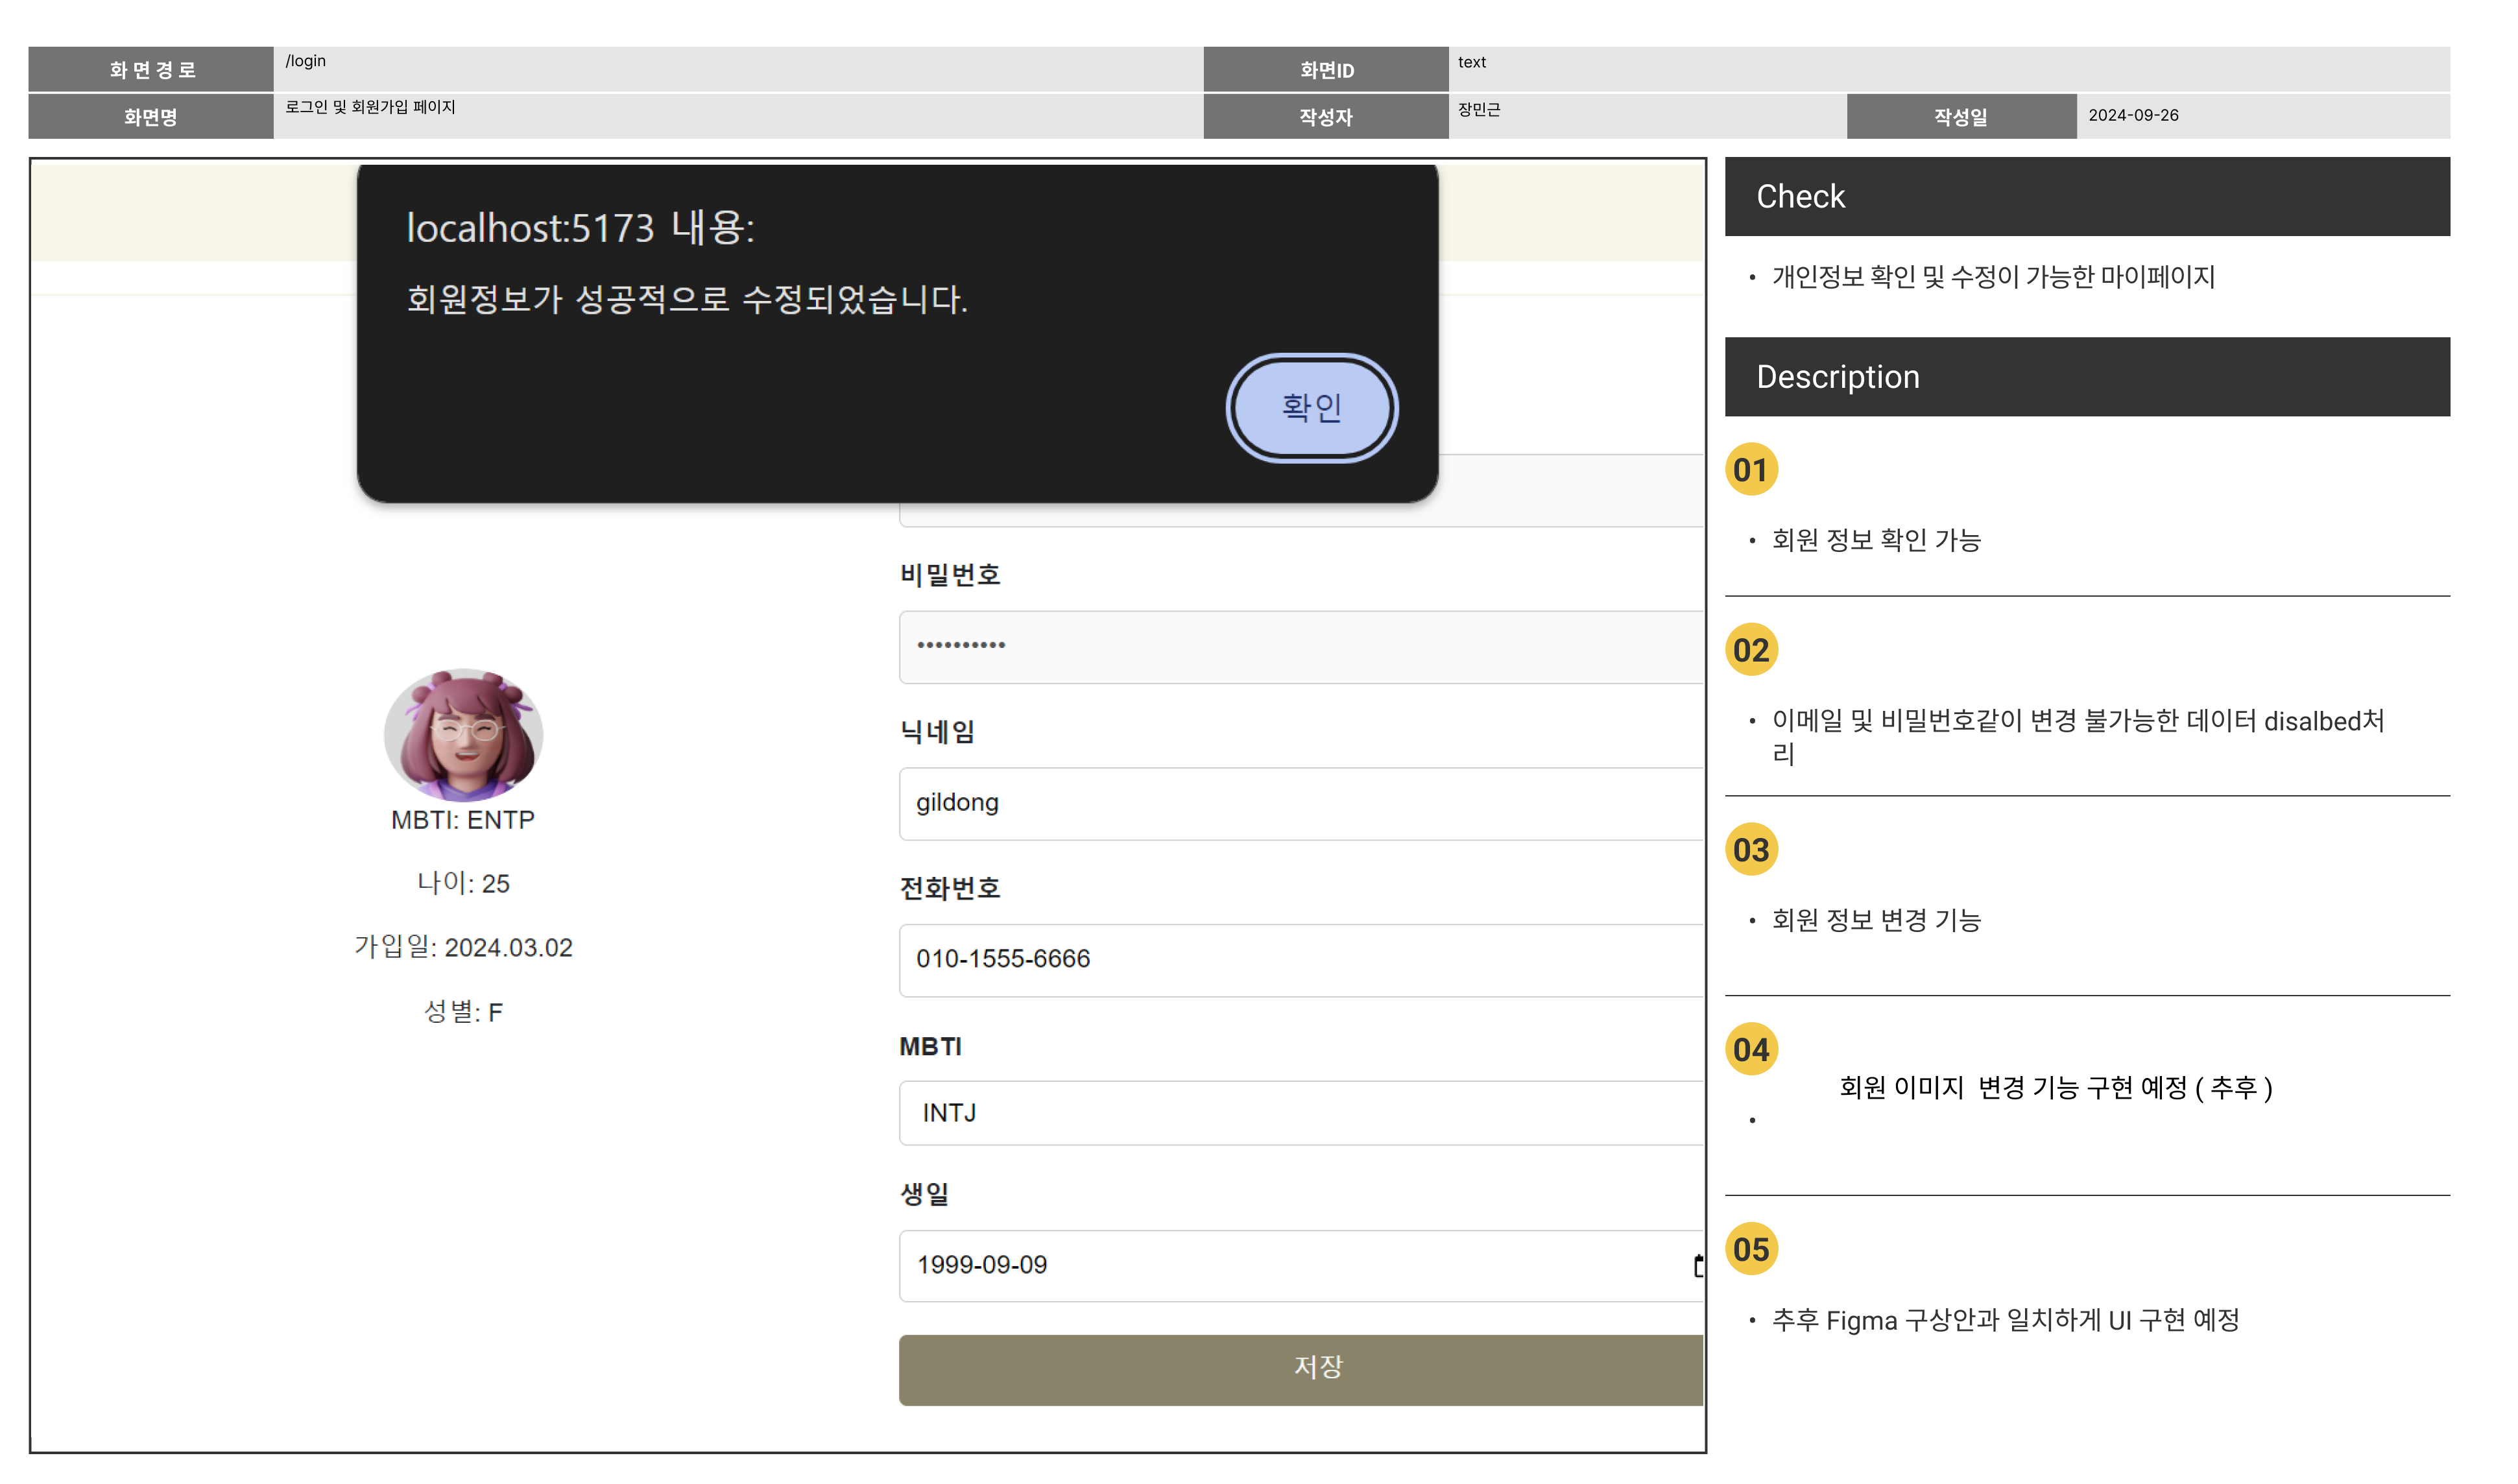 화 면 경 로
/login
화면ID
text
화면명
로그인 및 회원가입 페이지
작성자
장민근
작성일
2024-09-26
localhost:5173 내용:
회원정보가 성공적으로 수정되었습니다.
확인
비밀번호
••••••••••
닉네임
gildong
전화번호
010-1555-6666
MBTI
INTJ
생일
1999-09-09
저장
MBTI: ENTP
나이: 25
가입일: 2024.03.02
성별: F
Check
• 개인정보 확인 및 수정이 가능한 마이페이지
Description
01
• 회원 정보 확인 가능
02
• 이메일 및 비밀번호같이 변경 불가능한 데이터 disalbed처
리
03
• 회원 정보 변경 기능
04
회원 이미지  변경 기능 구현 예정 ( 추후 )
•
05
• 추후 Figma 구상안과 일치하게 UI 구현 예정